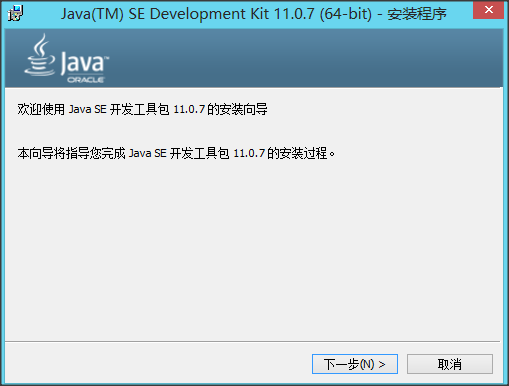 Java(TM) SE Development Kit 11.0.7 (64-bit) - 安装程序
Java™
ORACLE
欢迎使用 Java SE 开发工具包 11.0.7 的安装向导
本向导将指导您完成 Java SE 开发工具包 11.0.7 的安装过程。
下一步(N) > 取消